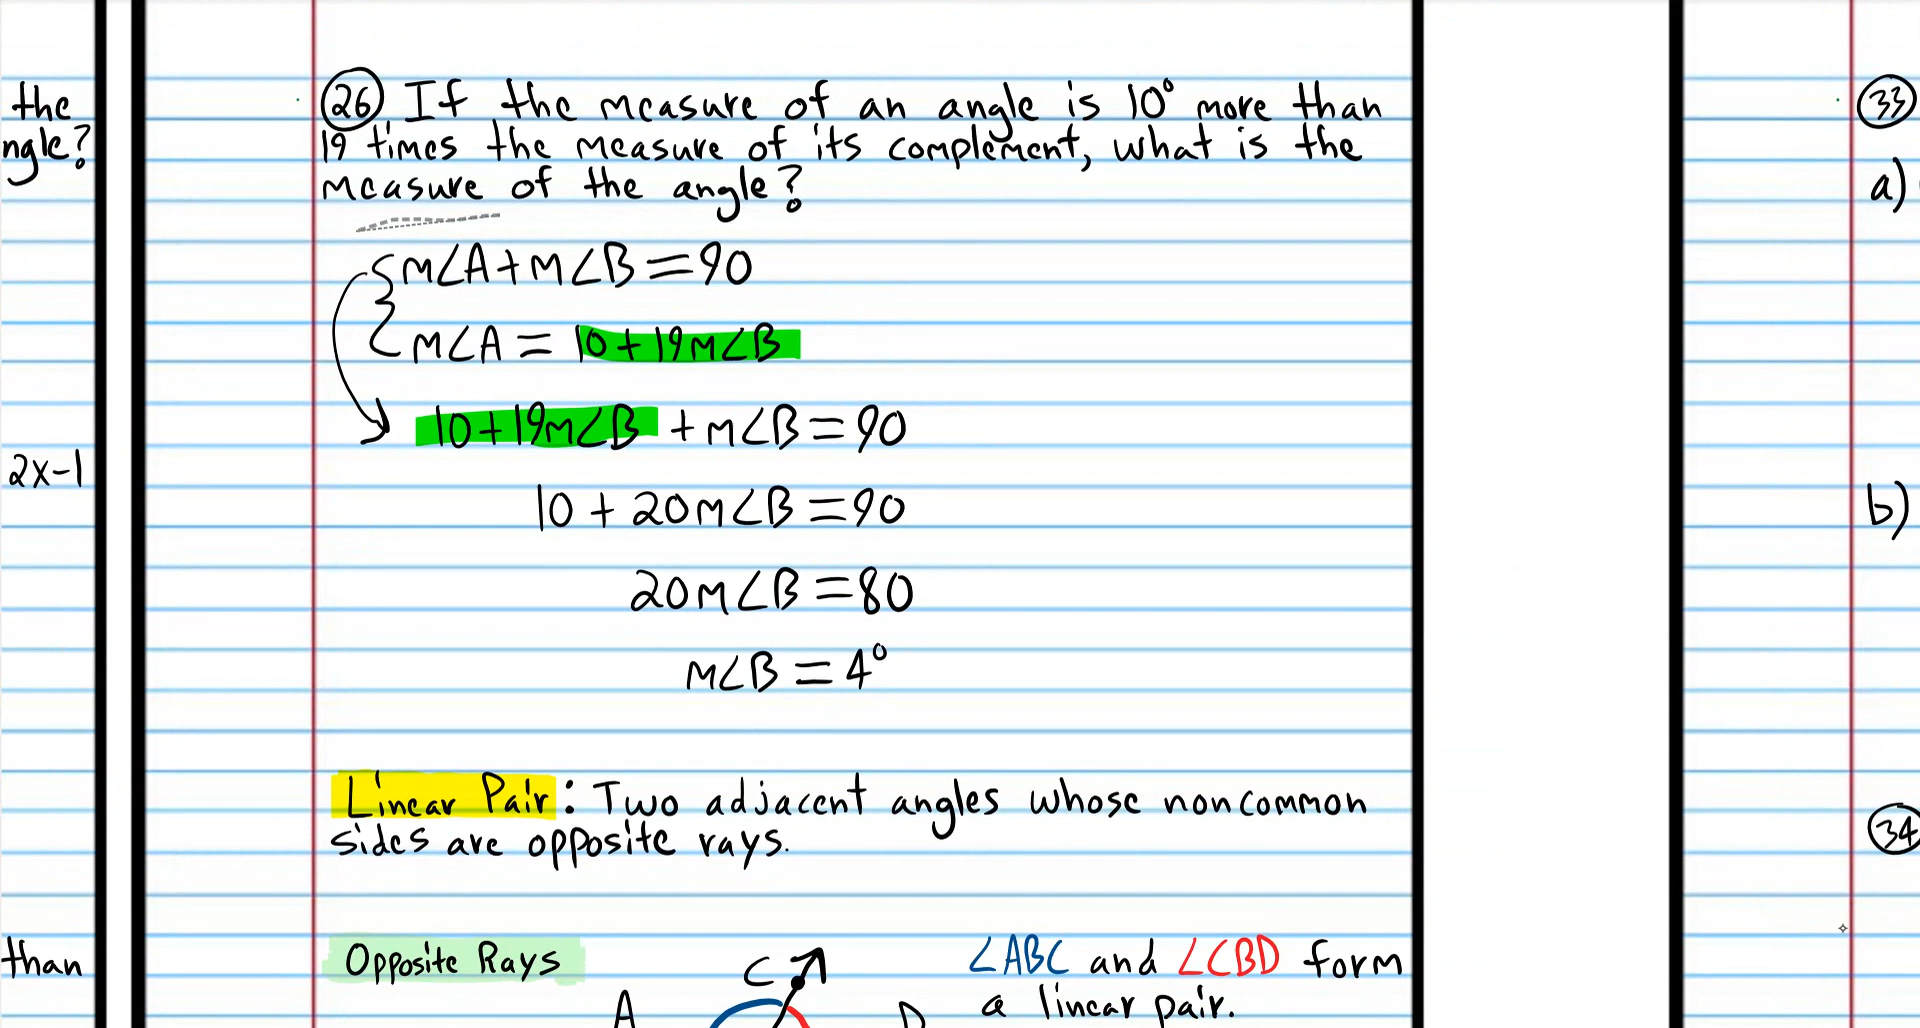 the
ngle?
2x-1
than
26 If the measure of an angle is 10° more than
19 times the measure of its complement, what is the
measure of the angle?
m∠A+m∠B=90
m∠A=10+19m∠B
10+19m∠B+m∠B=90
10+20m∠B=90
20m∠B=80
m∠B=4°
Linear Pair: Two adjacent angles whose noncommon
sides are opposite rays.
Opposite Rays
C
A
∠ABC and ∠CBD form
a linear pair.
33
a)
b)
34